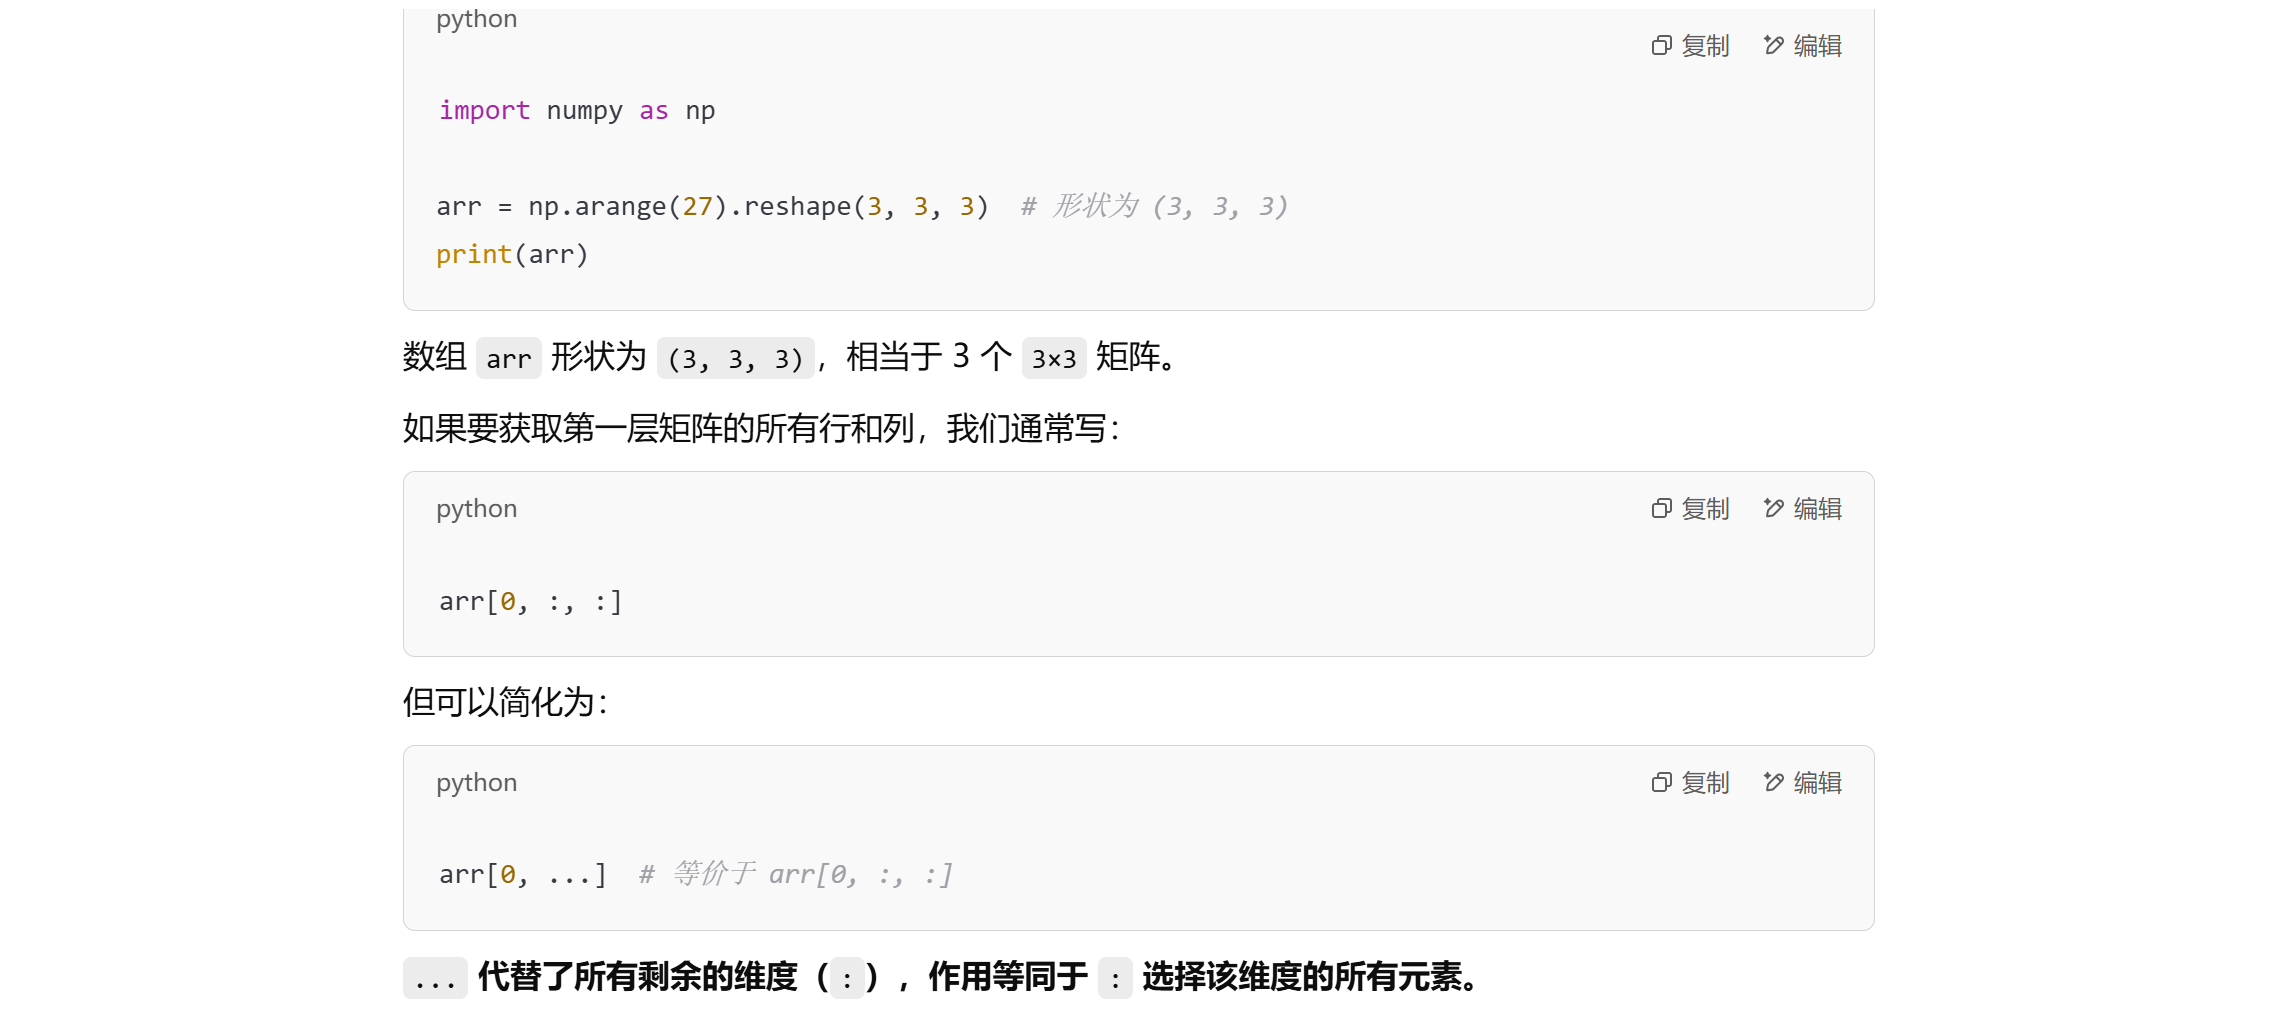 python
复制 编辑
import numpy as np
arr = np.arange(27).reshape(3, 3, 3)  # 形状为 (3, 3, 3)
print(arr)
数组 arr 形状为 (3, 3, 3)，相当于 3 个 3×3 矩阵。
如果要获取第一层矩阵的所有行和列，我们通常写：
python 复制 编辑
arr[0, :, :]
但可以简化为：
python 复制 编辑
arr[0, ...]  # 等价于 arr[0, :, :]
... 代替了所有剩余的维度（:），作用等同于 : 选择该维度的所有元素。